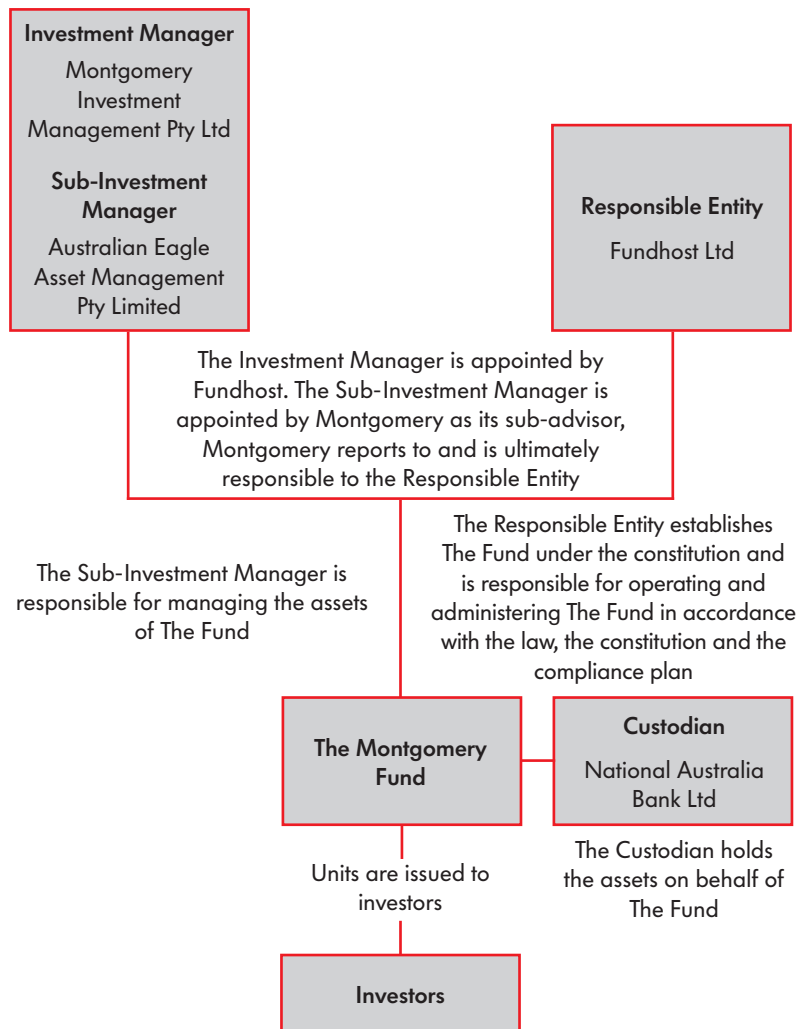 Investment Manager
Montgomery
Investment
Management Pty Ltd
Sub-Investment
Manager
Australian Eagle
Asset Management
Pty Limited
Responsible Entity
Fundhost Ltd
The Investment Manager is appointed by
Fundhost. The Sub-Investment Manager is
appointed by Montgomery as its sub-advisor,
Montgomery reports to and is ultimately
responsible to the Responsible Entity
The Sub-Investment Manager is
responsible for managing the assets
of The Fund
The Responsible Entity establishes
The Fund under the constitution and
is responsible for operating and
administering The Fund in accordance
with the law, the constitution and the
compliance plan
The Montgomery
Fund
Custodian
National Australia
Bank Ltd
The Custodian holds
the assets on behalf of
The Fund
Units are issued to
investors
Investors